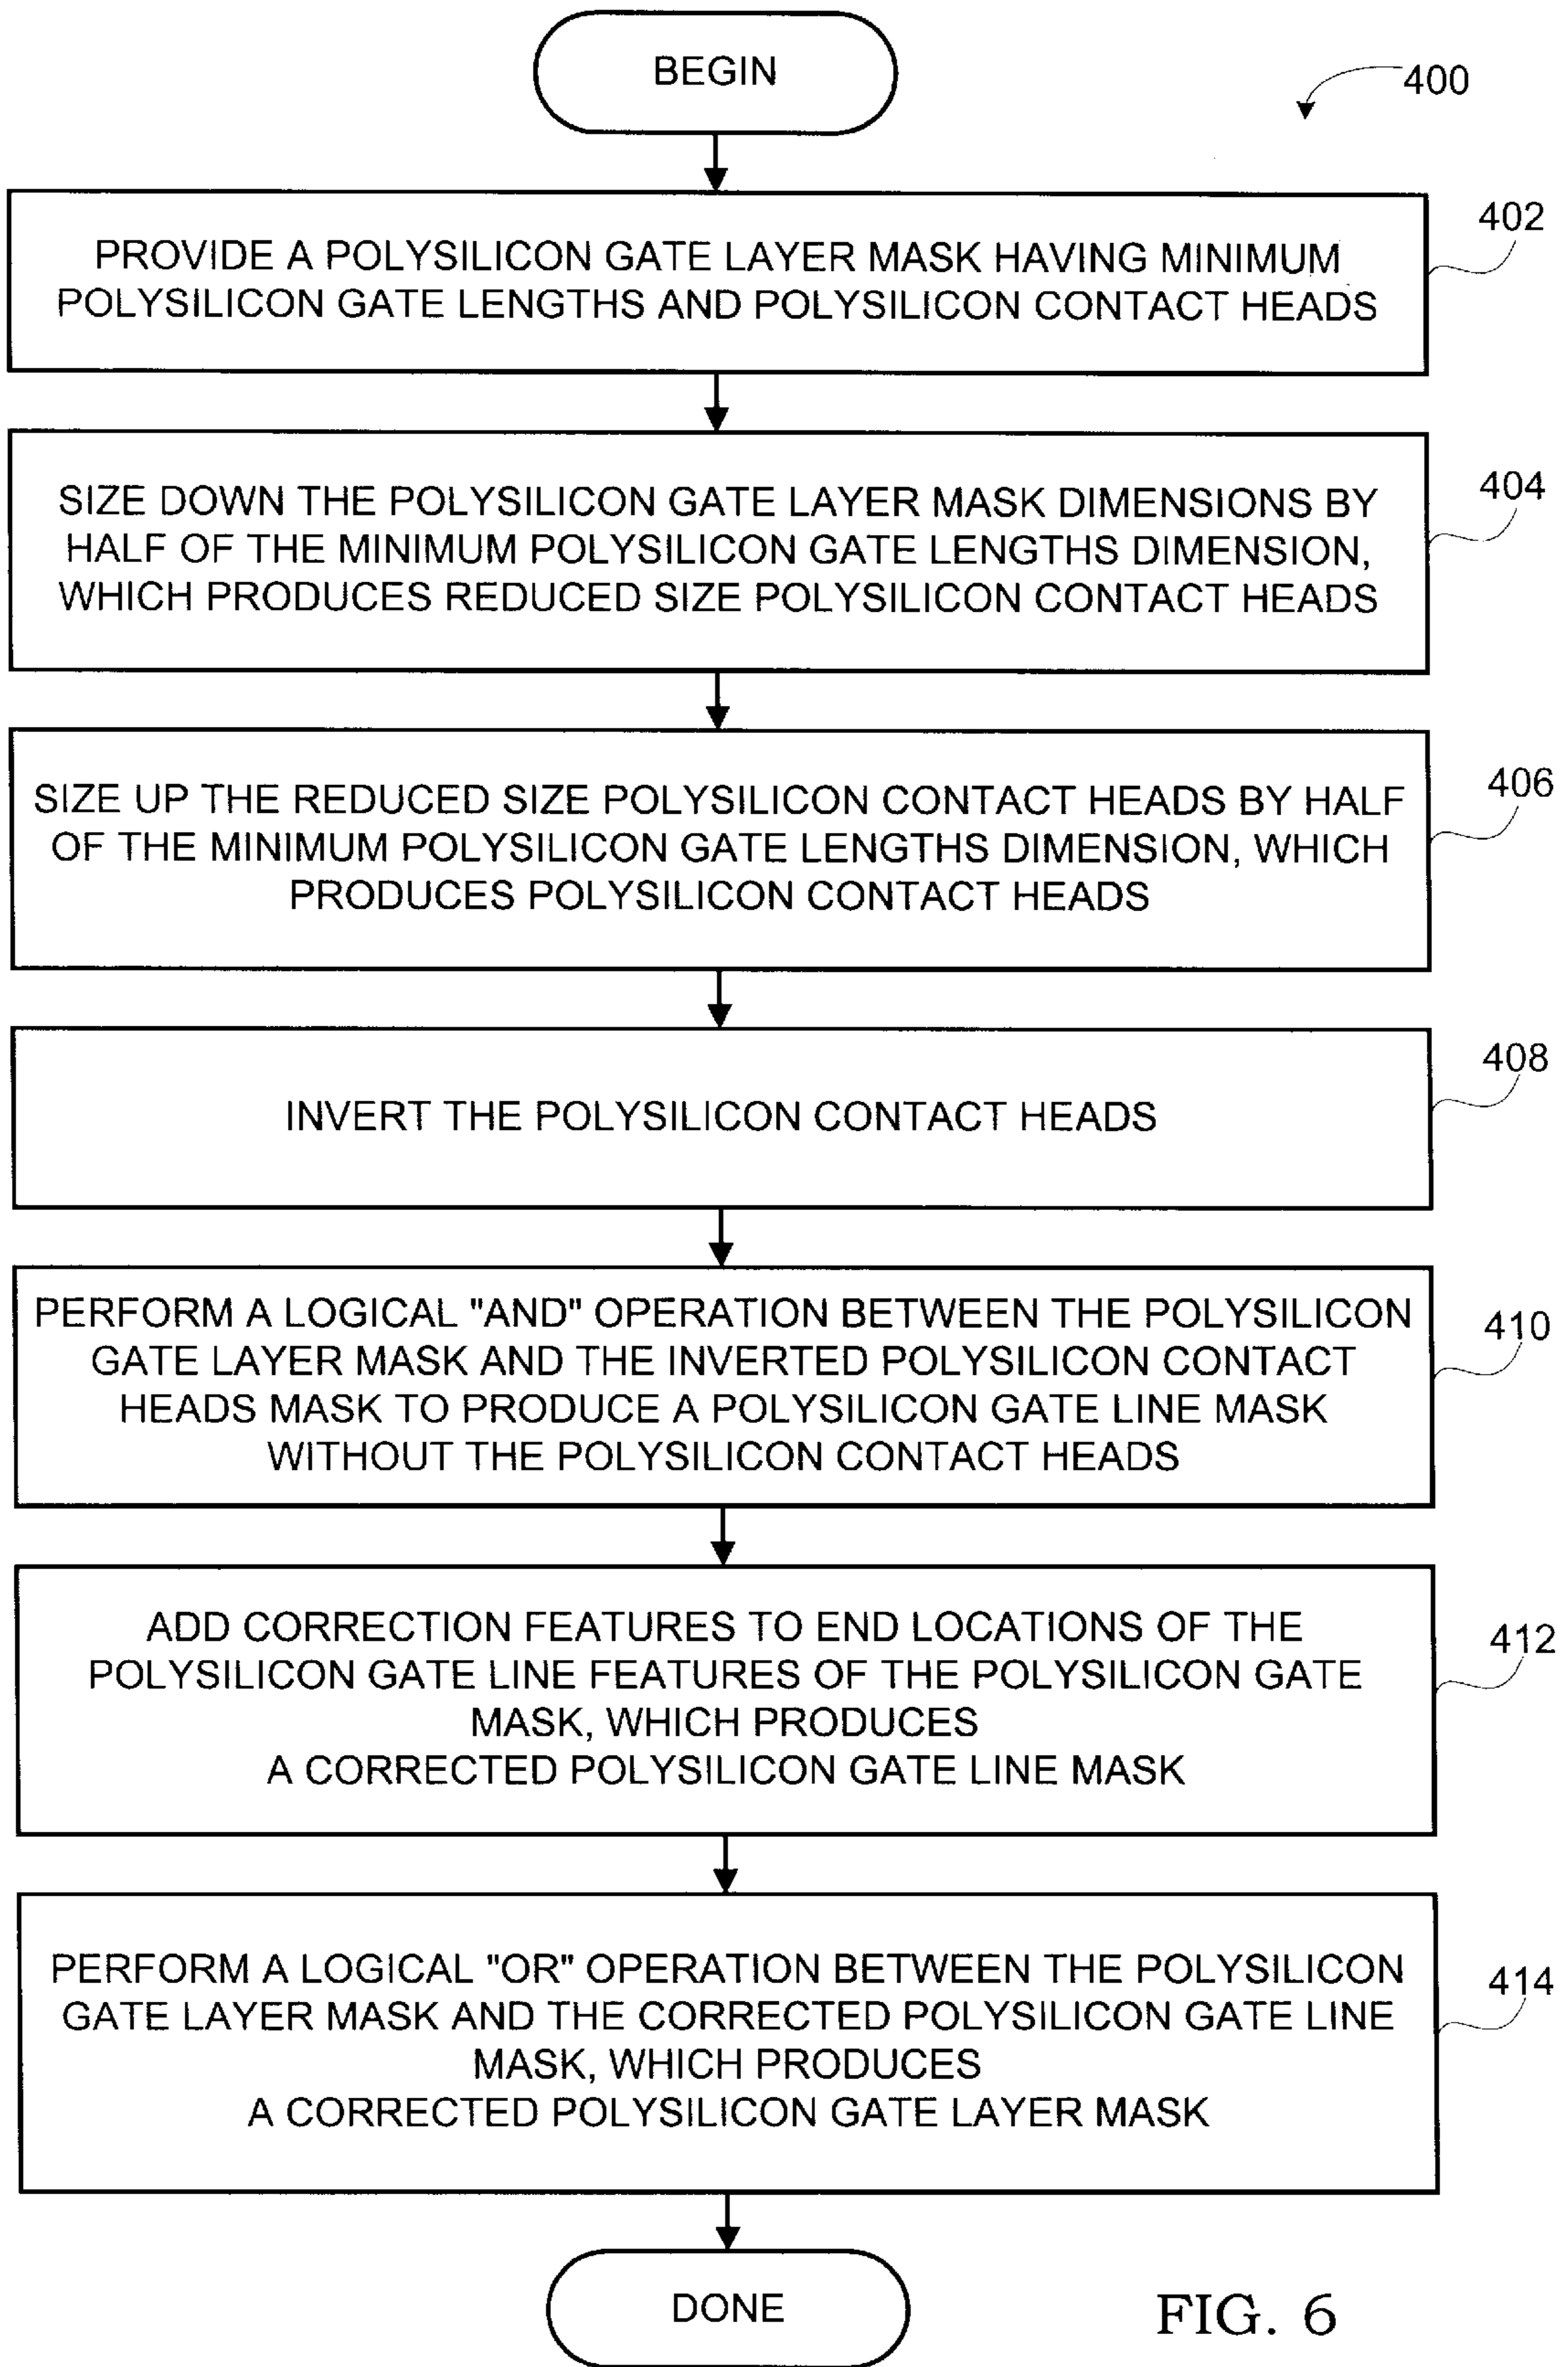 BEGIN
400
PROVIDE A POLYSILICON GATE LAYER MASK HAVING MINIMUM
POLYSILICON GATE LENGTHS AND POLYSILICON CONTACT HEADS
402
SIZE DOWN THE POLYSILICON GATE LAYER MASK DIMENSIONS BY
HALF OF THE MINIMUM POLYSILICON GATE LENGTHS DIMENSION,
WHICH PRODUCES REDUCED SIZE POLYSILICON CONTACT HEADS
404
SIZE UP THE REDUCED SIZE POLYSILICON CONTACT HEADS BY HALF
OF THE MINIMUM POLYSILICON GATE LENGTHS DIMENSION, WHICH
PRODUCES POLYSILICON CONTACT HEADS
406
INVERT THE POLYSILICON CONTACT HEADS
408
PERFORM A LOGICAL "AND" OPERATION BETWEEN THE POLYSILICON
GATE LAYER MASK AND THE INVERTED POLYSILICON CONTACT
HEADS MASK TO PRODUCE A POLYSILICON GATE LINE MASK
WITHOUT THE POLYSILICON CONTACT HEADS
410
ADD CORRECTION FEATURES TO END LOCATIONS OF THE
POLYSILICON GATE LINE FEATURES OF THE POLYSILICON GATE
MASK, WHICH PRODUCES
A CORRECTED POLYSILICON GATE LINE MASK
412
PERFORM A LOGICAL "OR" OPERATION BETWEEN THE POLYSILICON
GATE LAYER MASK AND THE CORRECTED POLYSILICON GATE LINE
MASK, WHICH PRODUCES
A CORRECTED POLYSILICON GATE LAYER MASK
414
DONE
FIG. 6